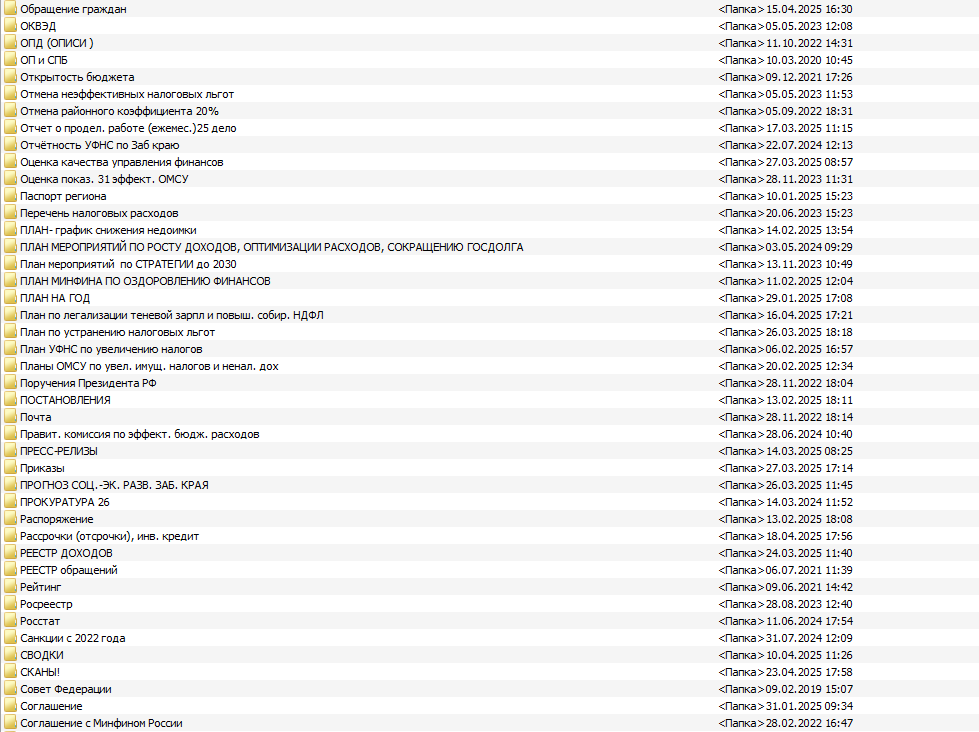 Обращение граждан <Папка> 15.04.2025 16:30
ОКВЭД <Папка> 05.05.2023 12:08
ОПД (ОПИСИ ) <Папка> 11.10.2022 14:31
ОП и СПБ <Папка> 10.03.2020 10:45
Открытость бюджета <Папка> 09.12.2021 17:26
Отмена неэффективных налоговых льгот <Папка> 05.05.2023 11:53
Отмена районного коэффициента 20% <Папка> 05.09.2022 18:31
Отчет о продел. работе (ежемес.)25 дело <Папка> 17.03.2025 11:15
Отчётность УФНС по Заб краю <Папка> 22.07.2024 12:13
Оценка качества управления финансов <Папка> 27.03.2025 08:57
Оценка показ. 31 эффект. ОМСУ <Папка> 28.11.2023 11:31
Паспорт региона <Папка> 10.01.2025 15:23
Перечень налоговых расходов <Папка> 20.06.2023 15:23
ПЛАН- график снижения недоимки <Папка> 14.02.2025 13:54
ПЛАН МЕРОПРИЯТИЙ ПО РОСТУ ДОХОДОВ, ОПТИМИЗАЦИИ РАСХОДОВ, СОКРАЩЕНИЮ ГОСДОЛГА <Папка> 03.05.2024 09:29
План мероприятий  по СТРАТЕГИИ до 2030 <Папка> 13.11.2023 10:49
ПЛАН МИНФИНА ПО ОЗДОРОВЛЕНИЮ ФИНАНСОВ <Папка> 11.02.2025 12:04
ПЛАН НА ГОД <Папка> 29.01.2025 17:08
План по легализации теневой зарпл и повыш. собир. НДФЛ <Папка> 16.04.2025 17:21
План по устранению налоговых льгот <Папка> 26.03.2025 18:18
План УФНС по увеличению налогов <Папка> 06.02.2025 16:57
Планы ОМСУ по увел. имущ. налогов и ненал. дох <Папка> 20.02.2025 12:34
Поручения Президента РФ <Папка> 28.11.2022 18:04
ПОСТАНОВЛЕНИЯ <Папка> 13.02.2025 18:11
Почта <Папка> 28.11.2022 18:14
Правит. комиссия по эффект. бюдж. расходов <Папка> 28.06.2024 10:40
ПРЕСС-РЕЛИЗЫ <Папка> 14.03.2025 08:25
Приказы <Папка> 27.03.2025 17:14
ПРОГНОЗ СОЦ.-ЭК. РАЗВ. ЗАБ. КРАЯ <Папка> 26.03.2025 11:45
ПРОКУРАТУРА 26 <Папка> 14.03.2024 11:52
Распоряжение <Папка> 13.02.2025 18:08
Рассрочки (отсрочки), инв. кредит <Папка> 18.04.2025 17:56
РЕЕСТР ДОХОДОВ <Папка> 24.03.2025 11:40
РЕЕСТР обращений <Папка> 06.07.2021 11:39
Рейтинг <Папка> 09.06.2021 14:42
Росреестр <Папка> 28.08.2023 12:40
Росстат <Папка> 11.06.2024 17:54
Санкции с 2022 года <Папка> 31.07.2024 12:09
СВОДКИ <Папка> 10.04.2025 11:26
СКАНЫ! <Папка> 23.04.2025 17:58
Совет Федерации <Папка> 09.02.2019 15:07
Соглашение <Папка> 31.01.2025 09:34
Соглашение с Минфином России <Папка> 28.02.2022 16:47